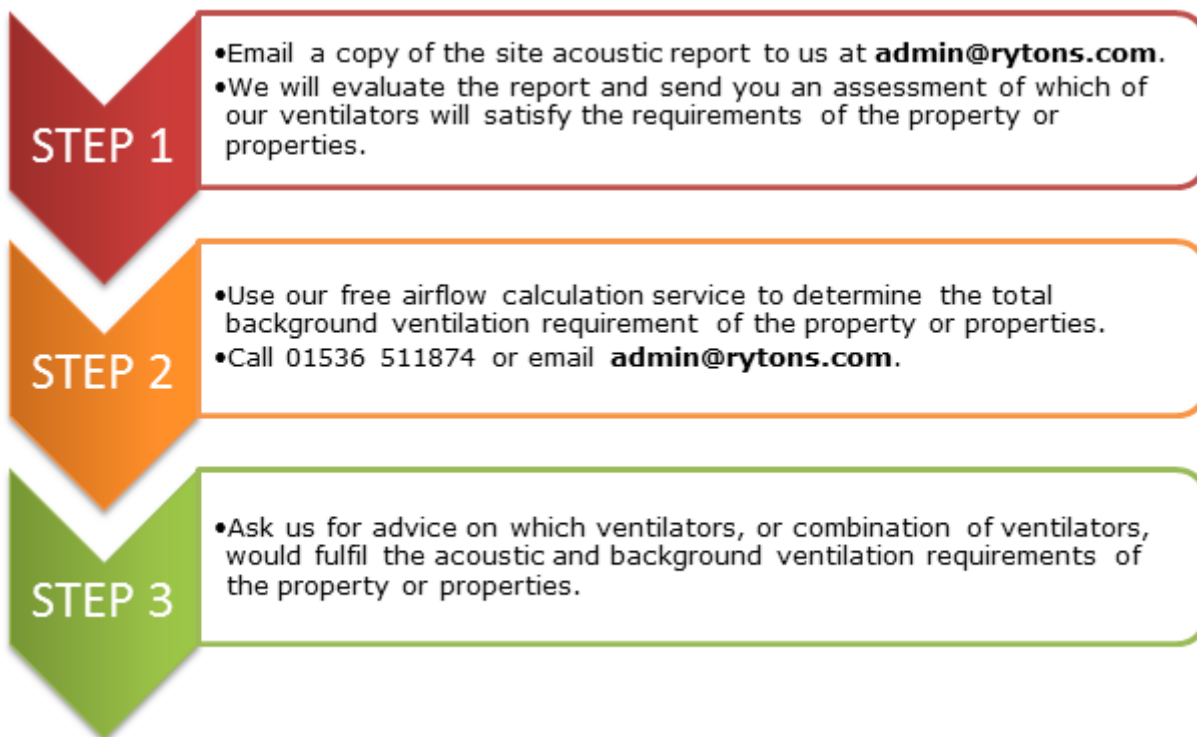 STEP 1
•Email a copy of the site acoustic report to us at admin@rytons.com.
•We will evaluate the report and send you an assessment of which of
our ventilators will satisfy the requirements of the property or
properties.
STEP 2
•Use our free airflow calculation service to determine the total
background ventilation requirement of the property or properties.
•Call 01536 511874 or email admin@rytons.com.
STEP 3
•Ask us for advice on which ventilators, or combination of ventilators,
would fulfil the acoustic and background ventilation requirements of
the property or properties.